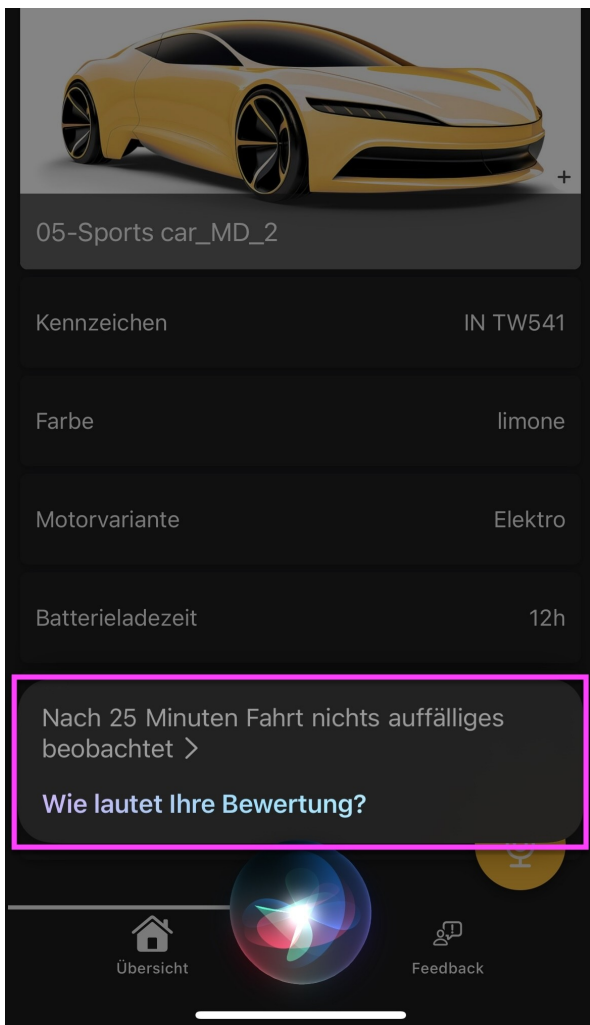 05-Sports car_MD_2
Kennzeichen IN TW541
Farbe limone
Motorvariante Elektro
Batterieladezeit 12h
Nach 25 Minuten Fahrt nichts auffälliges
beobachtet >
Wie lautet Ihre Bewertung?
Übersicht Feedback